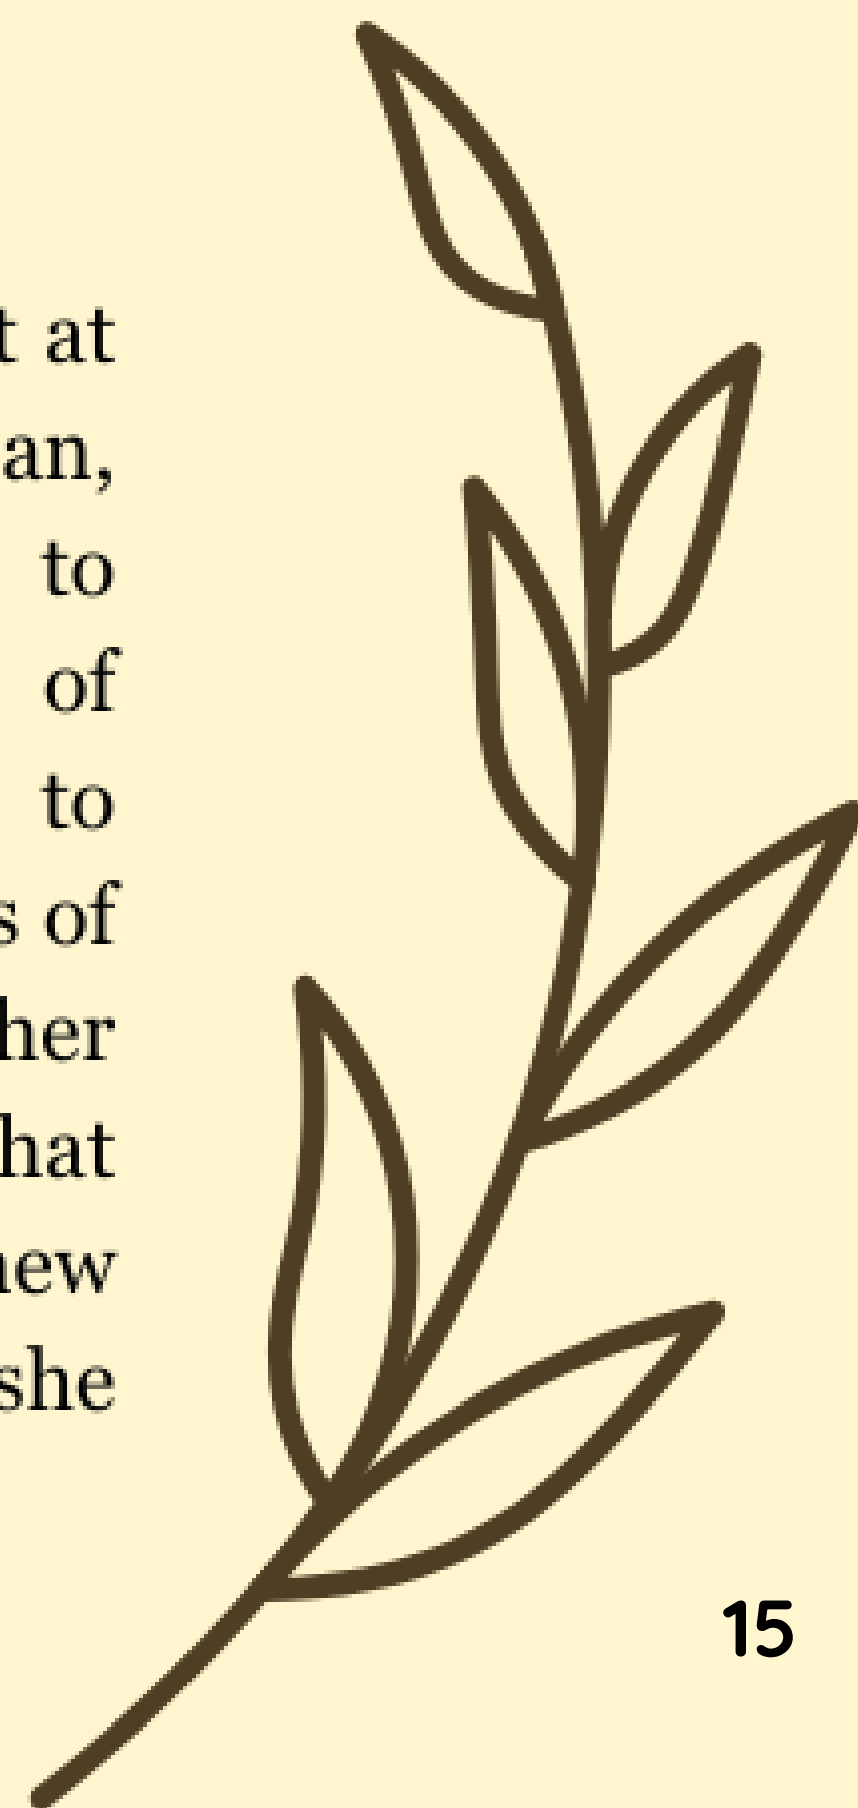 t at
an,
to
of
to
s of
her
hat
new
she
15